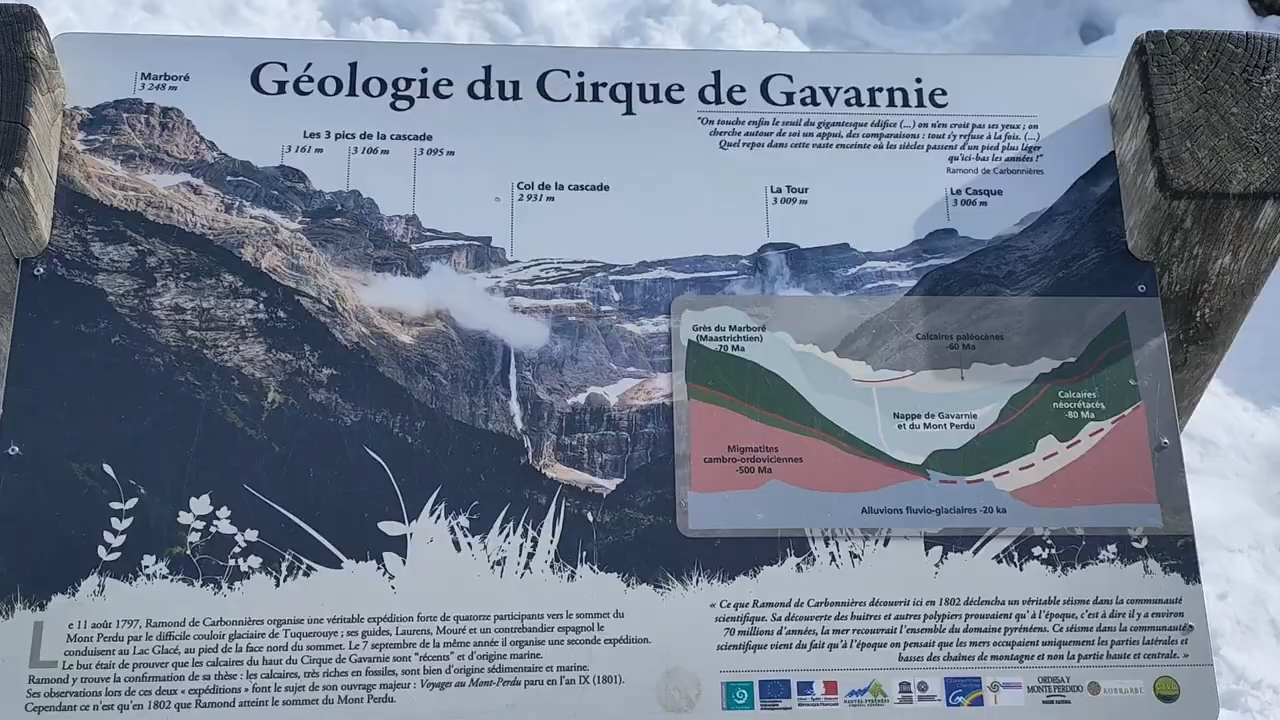 Géologie du Cirque de Gavarnie
"On touche enfin le seuil du gigantesque édifice (...) on n'en croit pas ses yeux ; on
cherche autour de soi un appui, des comparaisons : tout s'y refuse à la fois. (...)
Quel repos dans cette vaste enceinte où les siècles passent d'un pied plus léger
qu'ici-bas les années !"
Ramond de Carbonnières
Marboré
3 248 m
Les 3 pics de la cascade
3 161 m 3 106 m 3 095 m
Col de la cascade
2 931 m
La Tour
3 009 m
Le Casque
3 006 m
Grès du Marboré
(Maastrichtien)
-70 Ma
Calcaires paléocènes
-60 Ma
Calcaires
néocrétacés
-80 Ma
Nappe de Gavarnie
et du Mont Perdu
Migmatites
cambro-ordoviciennes
-500 Ma
Alluvions fluvio-glaciaires -20 ka
Le 11 août 1797, Ramond de Carbonnières organise une véritable expédition forte de quatorze participants vers le sommet du
Mont Perdu par le difficile couloir glaciaire de Tuquerouye ; ses guides, Laurens, Mouré et un contrebandier espagnol le
conduisent au Lac Glacé, au pied de la face nord du sommet. Le 7 septembre de la même année il organise une seconde expédition.
Le but était de prouver que les calcaires du haut du Cirque de Gavarnie sont "récents" et d'origine marine.
Ramond y trouve la confirmation de sa thèse : les calcaires, très riches en fossiles, sont bien d'origine sédimentaire et marine.
Ses observations lors de ces deux « expéditions » font le sujet de son ouvrage majeur : Voyages au Mont-Perdu paru en l'an IX (1801).
Cependant ce n'est qu'en 1802 que Ramond atteint le sommet du Mont Perdu.
« Ce que Ramond de Carbonnières découvrit ici en 1802 déclencha un véritable séisme dans la communauté
scientifique. Sa découverte des huitres et autres polypiers prouvaient qu' à l'époque, c'est à dire il y a environ
70 millions d'années, la mer recouvrait l'ensemble du domaine pyrénéens. Ce séisme dans la communauté
scientifique vient du fait qu'à l'époque on pensait que les mers occupaient uniquement les parties latérales et
basses des chaînes de montagne et non la partie haute et centrale. »
ORDESA Y
MONTE PERDIDO
SOBRARBE